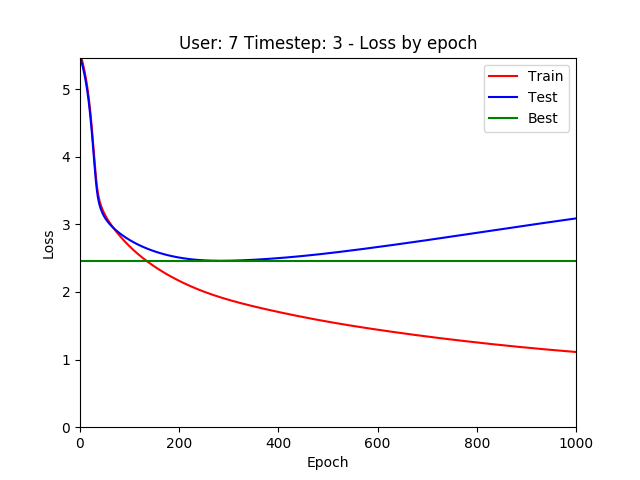 User: 7 Timestep: 3 - Loss by epoch
Train
Test
Best
5
4
3
2
1
0
Loss
0 200 400 600 800 1000
Epoch